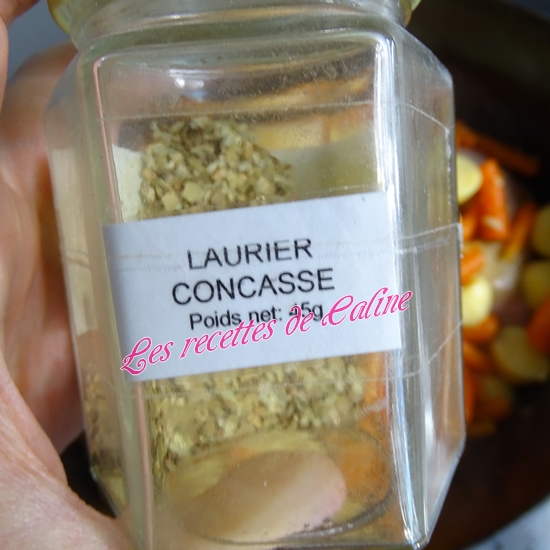 LAURIER
CONCASSE
Poids net: 45g
Les recettes de Caline